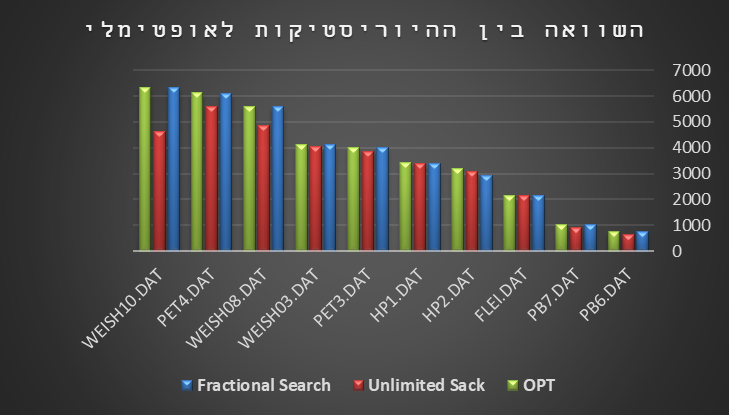 השוואה בין ההיוריסטיקות לאופטימלי
7000
6000
5000
4000
3000
2000
1000
0
WEISH10.DAT
PET4.DAT
WEISH08.DAT
WEISH03.DAT
PET3.DAT
HP1.DAT
HP2.DAT
FLEI.DAT
PB7.DAT
PB6.DAT
Fractional Search Unlimited Sack OPT